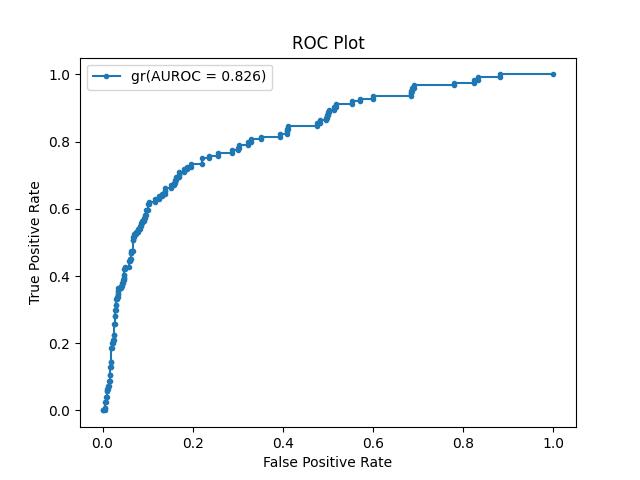 ROC Plot
gr(AUROC = 0.826)
1.0
0.8
0.6
0.4
0.2
0.0
True Positive Rate
0.0 0.2 0.4 0.6 0.8 1.0
False Positive Rate